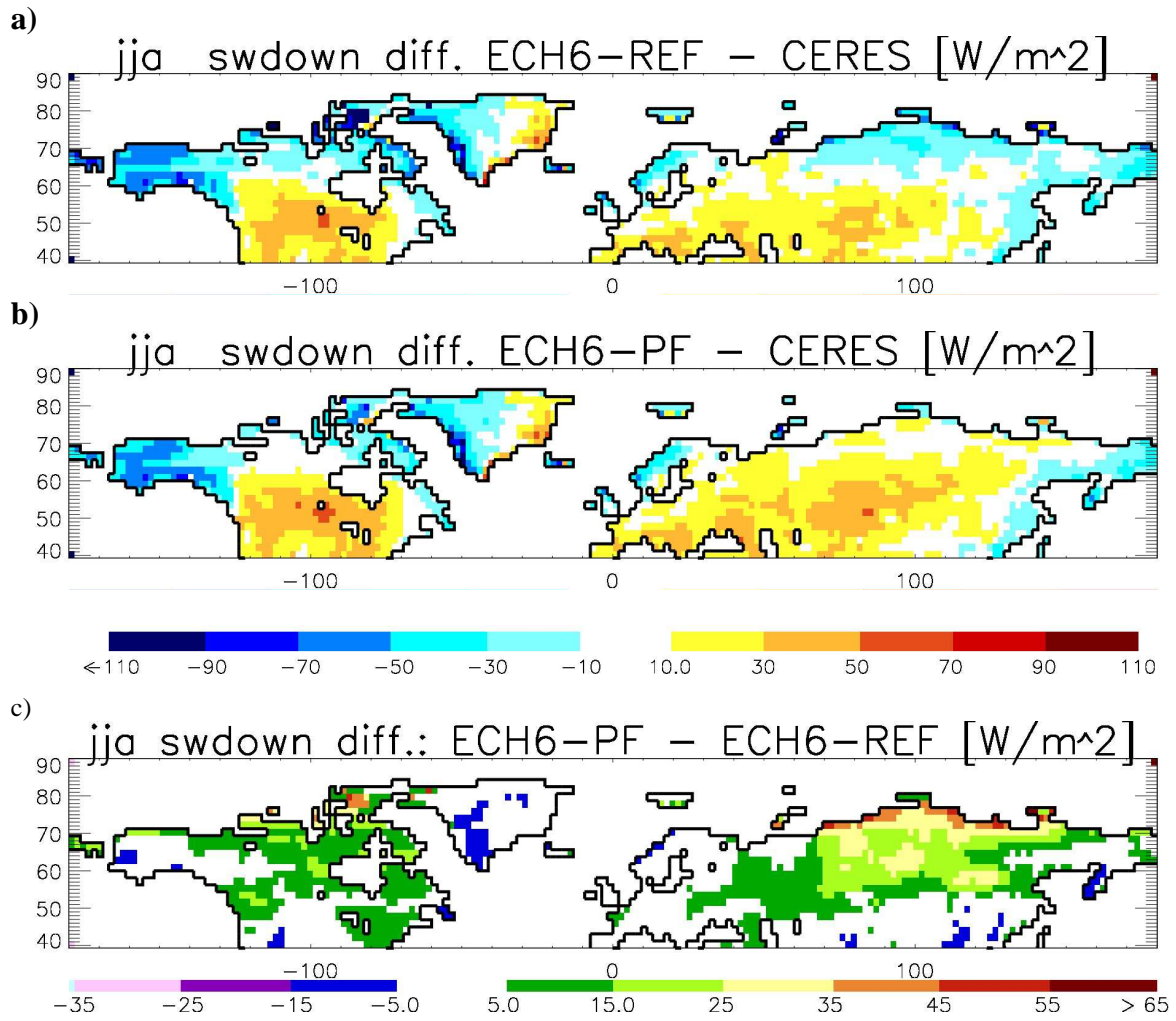 a)
jja swdown diff. ECH6-REF - CERES [W/m^2]
90
80
70
60
50
40
-100 0 100
b)
jja swdown diff. ECH6-PF - CERES [W/m^2]
90
80
70
60
50
40
-100 0 100
<-110 -90 -70 -50 -30 -10 10.0 30 50 70 90 110
c)
jja swdown diff.: ECH6-PF - ECH6-REF [W/m^2]
90
80
70
60
50
40
-100 0 100
-35 -25 -15 -5.0 5.0 15 25 35 45 55 > 65